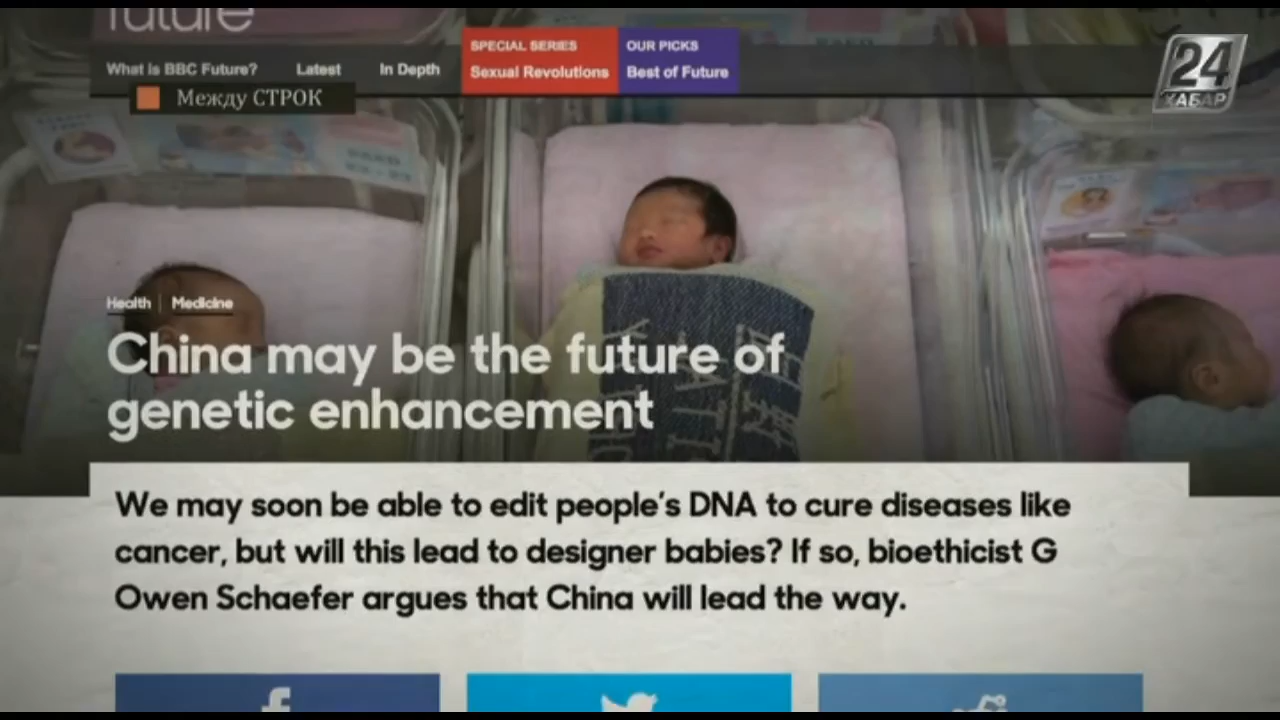 future
What is BBC Future?
Latest
In Depth
SPECIAL SERIES
Sexual Revolutions
OUR PICKS
Best of Future
Между СТРОК
24
ХАБАР
Health | Medicine
China may be the future of
genetic enhancement
We may soon be able to edit people's DNA to cure diseases like
cancer, but will this lead to designer babies? If so, bioethicist G
Owen Schaefer argues that China will lead the way.